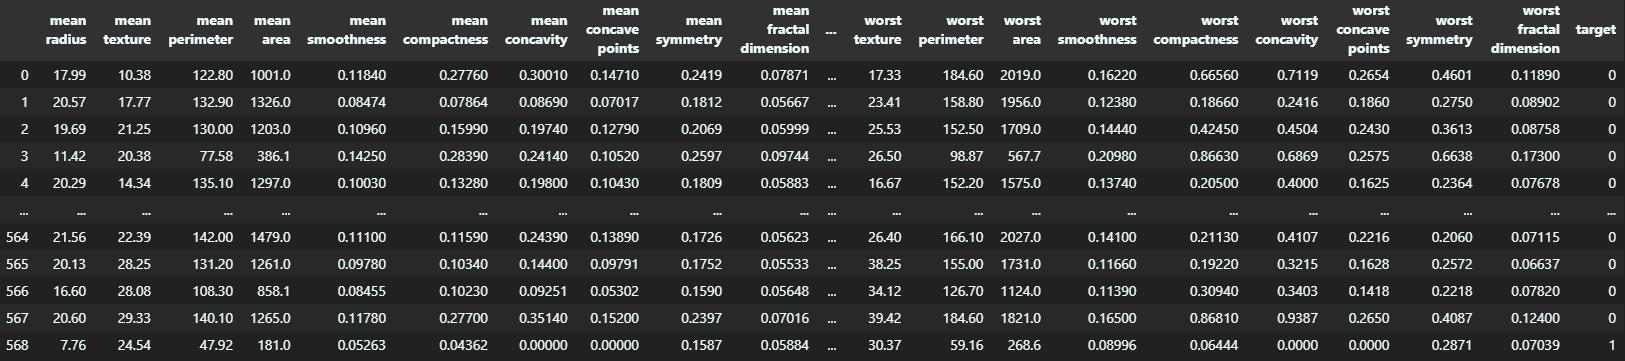 mean radius mean texture mean perimeter mean area mean smoothness mean compactness mean concavity mean concave points mean symmetry mean fractal dimension ... worst texture worst perimeter worst area worst smoothness worst compactness worst concavity worst concave points worst symmetry worst fractal dimension target
0 17.99 10.38 122.80 1001.0 0.11840 0.27760 0.30010 0.14710 0.2419 0.07871 ... 17.33 184.60 2019.0 0.16220 0.66560 0.7119 0.2654 0.4601 0.11890 0
1 20.57 17.77 132.90 1326.0 0.08474 0.07864 0.08690 0.07017 0.1812 0.05667 ... 23.41 158.80 1956.0 0.12380 0.18660 0.2416 0.1860 0.2750 0.08902 0
2 19.69 21.25 130.00 1203.0 0.10960 0.15990 0.19740 0.12790 0.2069 0.05999 ... 25.53 152.50 1709.0 0.14440 0.42450 0.4504 0.2430 0.3613 0.08758 0
3 11.42 20.38 77.58 386.1 0.14250 0.28390 0.24140 0.10520 0.2597 0.09744 ... 26.50 98.87 567.7 0.20980 0.86630 0.6869 0.2575 0.6638 0.17300 0
4 20.29 14.34 135.10 1297.0 0.10030 0.13280 0.19800 0.10430 0.1809 0.05883 ... 16.67 152.20 1575.0 0.13740 0.20500 0.4000 0.1625 0.2364 0.07678 0
... ... ... ... ... ... ... ... ... ... ... ... ... ... ... ... ... ... ... ... ... ...
564 21.56 22.39 142.00 1479.0 0.11100 0.11590 0.24390 0.13890 0.1726 0.05623 ... 26.40 166.10 2027.0 0.14100 0.21130 0.4107 0.2216 0.2060 0.07115 0
565 20.13 28.25 131.20 1261.0 0.09780 0.10340 0.14400 0.09791 0.1752 0.05533 ... 38.25 155.00 1731.0 0.11660 0.19220 0.3215 0.1628 0.2572 0.06637 0
566 16.60 28.08 108.30 858.1 0.08455 0.10230 0.09251 0.05302 0.1590 0.05648 ... 34.12 126.70 1124.0 0.11390 0.30940 0.3403 0.1418 0.2218 0.07820 0
567 20.60 29.33 140.10 1265.0 0.11780 0.27700 0.35140 0.15200 0.2397 0.07016 ... 39.42 184.60 1821.0 0.16500 0.86810 0.9387 0.2650 0.4087 0.12400 0
568 7.76 24.54 47.92 181.0 0.05263 0.04362 0.00000 0.00000 0.1587 0.05884 ... 30.37 59.16 268.6 0.08996 0.06444 0.0000 0.0000 0.2871 0.07039 1